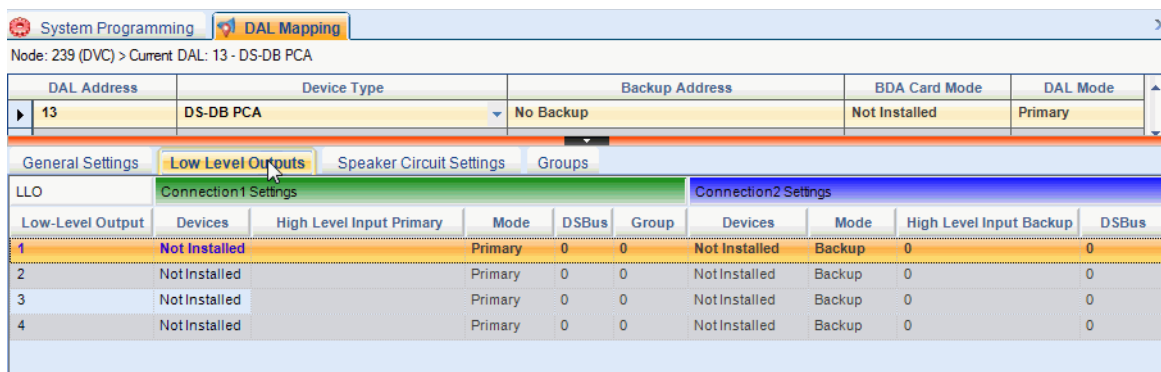 System Programming DAL Mapping
Node: 239 (DVC) > Current DAL: 13 - DS-DB PCA
DAL Address Device Type Backup Address BDA Card Mode DAL Mode
13 DS-DB PCA No Backup Not Installed Primary
General Settings Low Level Outputs Speaker Circuit Settings Groups
LLO Connection1 Settings Connection2 Settings
Low-Level Output Devices High Level Input Primary Mode DSBus Group Devices Mode High Level Input Backup DSBus
1 Not Installed Primary 0 0 Not Installed Backup 0 0
2 Not Installed Primary 0 0 Not Installed Backup 0 0
3 Not Installed Primary 0 0 Not Installed Backup 0 0
4 Not Installed Primary 0 0 Not Installed Backup 0 0